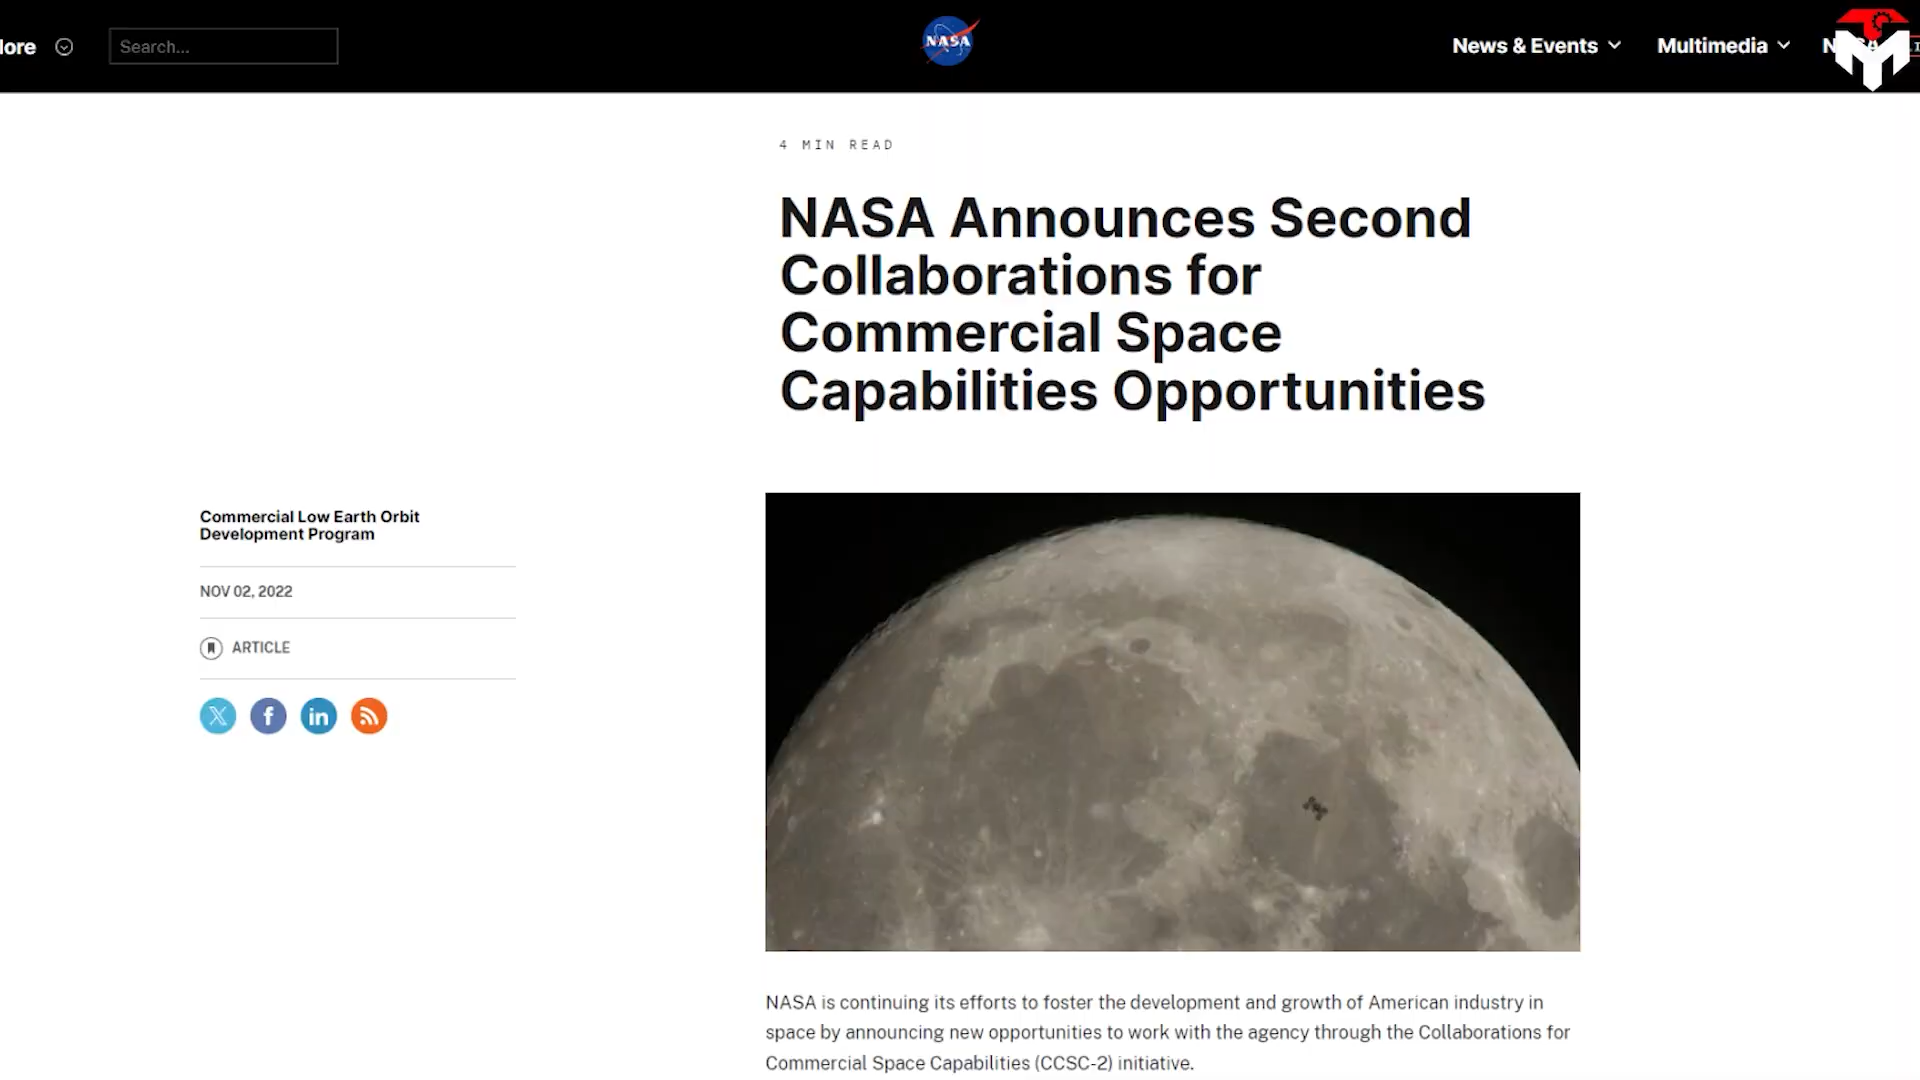 lore
Search...
NASA
News & Events
Multimedia
4 MIN READ
NASA Announces Second
Collaborations for
Commercial Space
Capabilities Opportunities
Commercial Low Earth Orbit
Development Program
NOV 02, 2022
ARTICLE
NASA is continuing its efforts to foster the development and growth of American industry in
space by announcing new opportunities to work with the agency through the Collaborations for
Commercial Space Capabilities (CCSC-2) initiative.